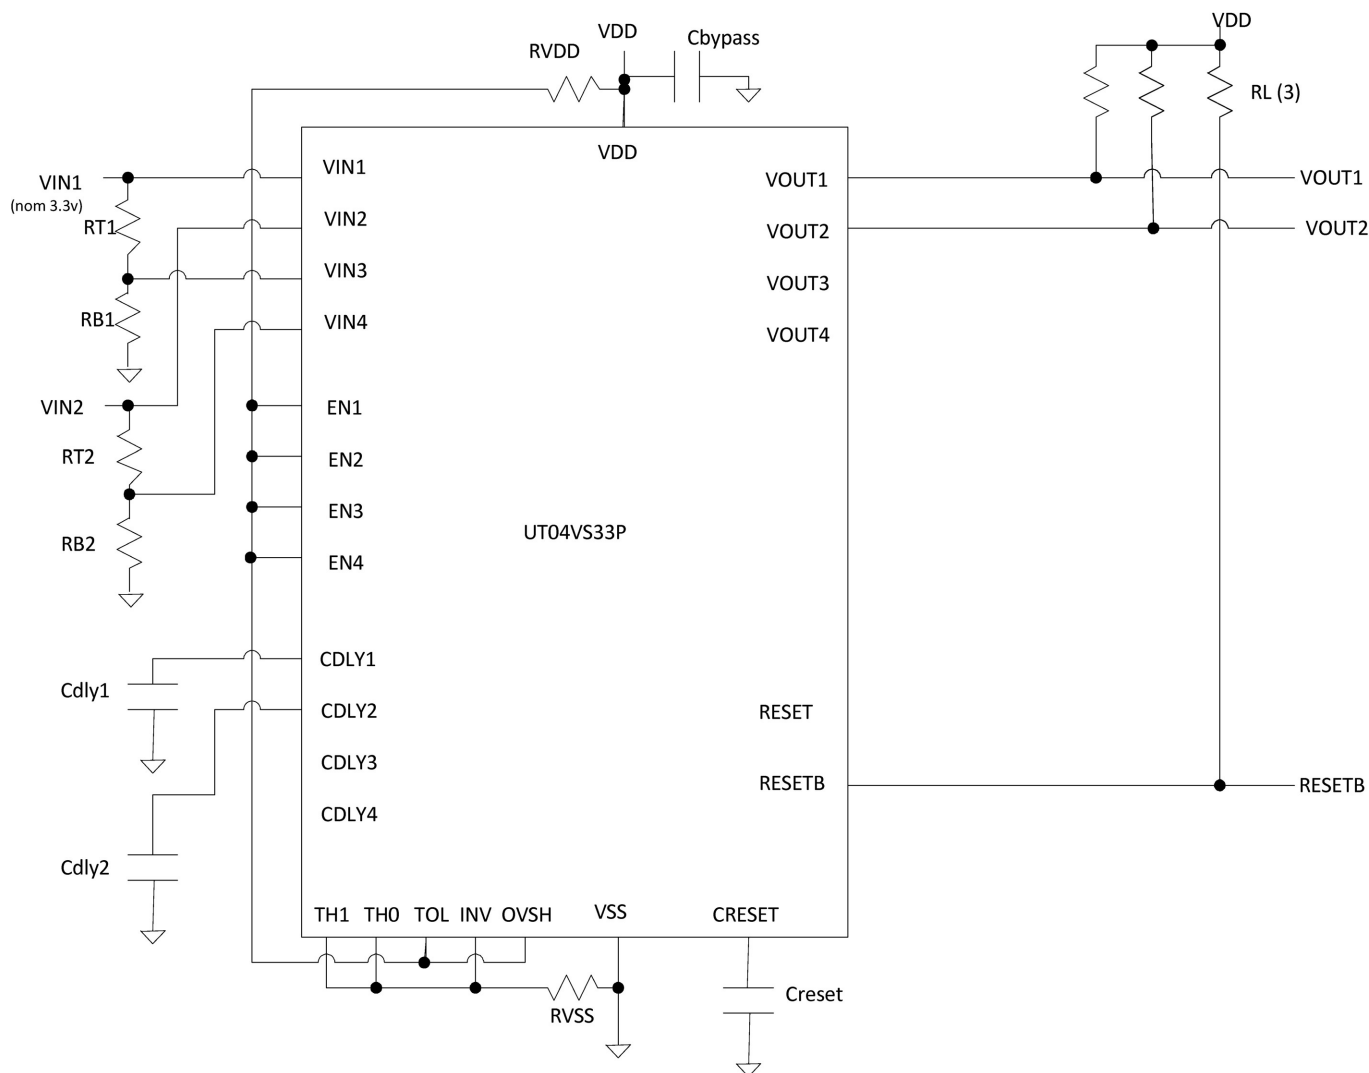 VDD
VDD
Cbypass
RVDD
RL (3)
VDD
VIN1
VIN1
(nom 3.3v)
VOUT1
VOUT1
VIN2
RT1
VOUT2
VOUT2
VIN3
VOUT3
RB1
VIN4
VOUT4
VIN2
EN1
RT2
EN2
EN3
UT04VS33P
RB2
EN4
CDLY1
Cdly1
CDLY2
RESET
CDLY3
RESETB
RESETB
CDLY4
Cdly2
TH1 TH0 TOL INV OVSH
VSS
CRESET
Creset
RVSS